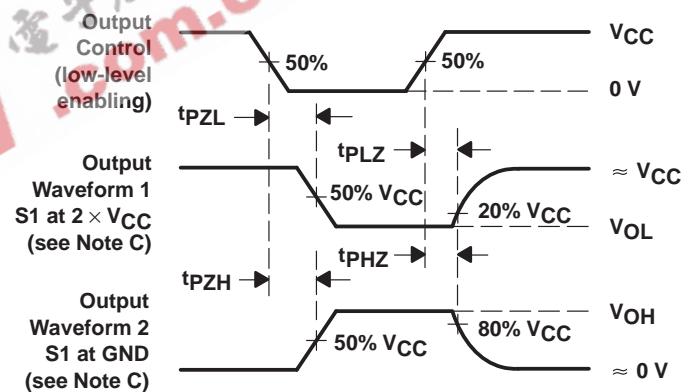 Output
Control
(low-level
enabling)
50%
50%
VCC
0 V
tPZL
tPLZ
Output
Waveform 1
S1 at 2 × VCC
(see Note C)
50% VCC
20% VCC
≈ VCC
VOL
tPZH
tPHZ
Output
Waveform 2
S1 at GND
(see Note C)
50% VCC
80% VCC
VOH
≈ 0 V
.com